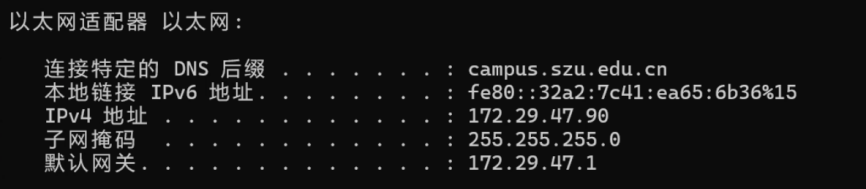 以太网适配器 以太网:
连接特定的 DNS 后缀 . . . . . . . : campus.szu.edu.cn
本地链接 IPv6 地址. . . . . . . . : fe80::32a2:7c41:ea65:6b36%15
IPv4 地址 . . . . . . . . . . . . : 172.29.47.90
子网掩码  . . . . . . . . . . . . : 255.255.255.0
默认网关. . . . . . . . . . . . . : 172.29.47.1